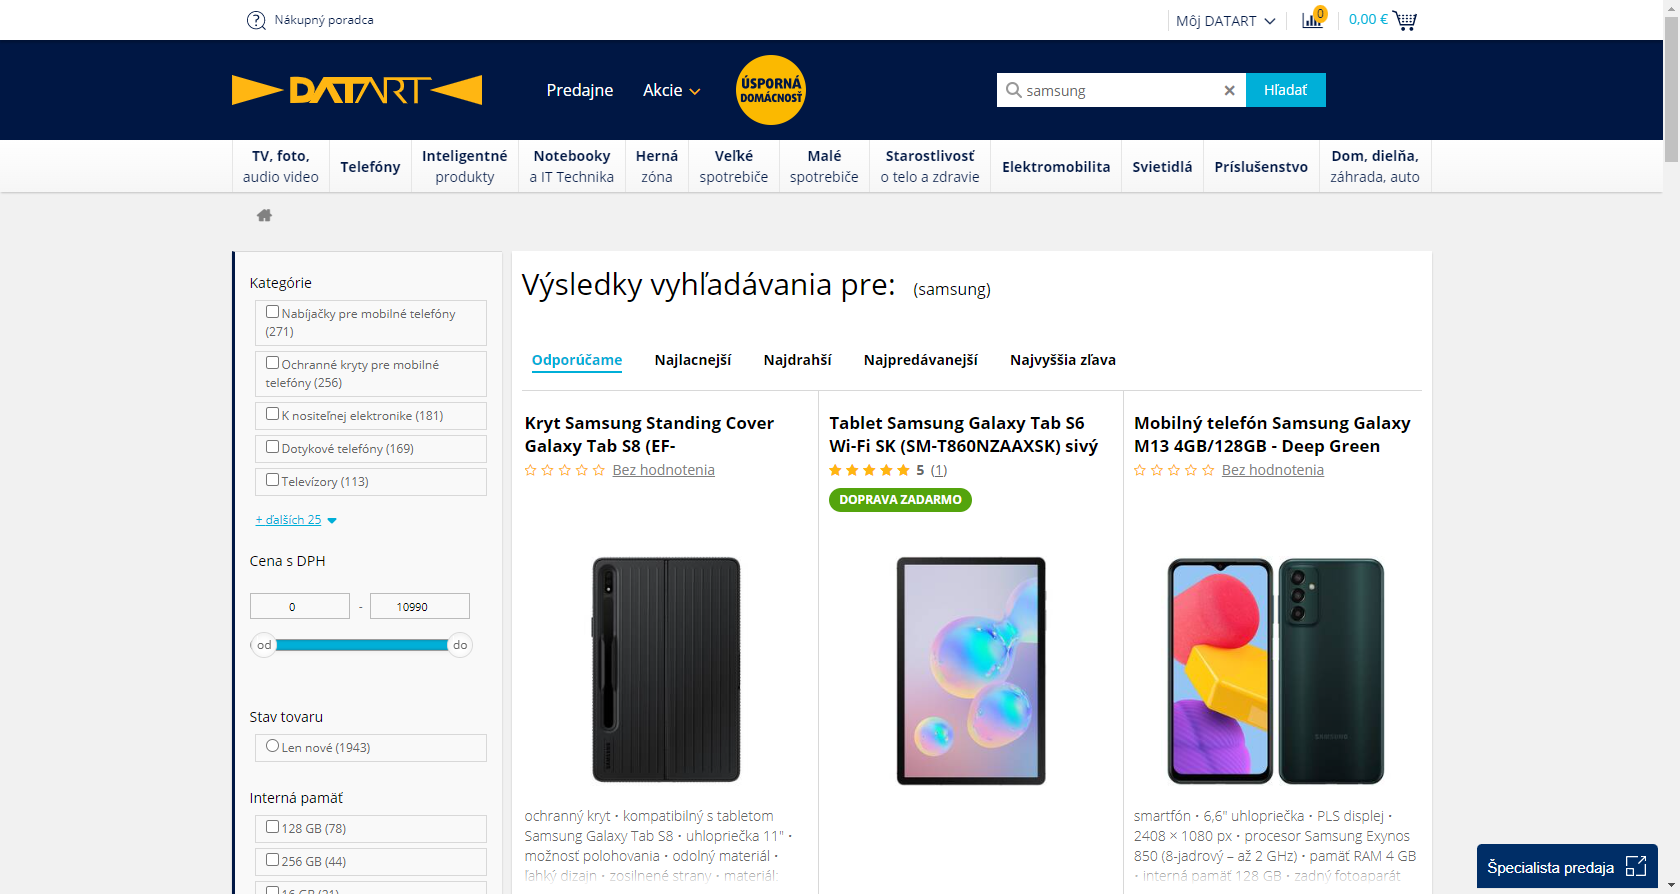 Nákupný poradca
Môj DATART
0
0,00 €
DATART
Predajne
Akcie
ÚSPORNÁ
DOMÁCNOSŤ
samsung
Hľadať
TV, foto,
audio video
Telefóny
Inteligentné
produkty
Notebooky
a IT Technika
Herná
zóna
Veľké
spotrebiče
Malé
spotrebiče
Starostlivosť
o telo a zdravie
Elektromobilita
Svietidlá
Príslušenstvo
Dom, dielňa,
záhrada, auto
Kategórie
Nabíjačky pre mobilné telefóny
(271)
Ochranné kryty pre mobilné
telefóny (256)
K nositeľnej elektronike (181)
Dotykové telefóny (169)
Televízory (113)
+ ďalších 25
Cena s DPH
0 - 10990
od do
Stav tovaru
Len nové (1943)
Interná pamäť
128 GB (78)
256 GB (44)
16 GB (21)
Výsledky vyhľadávania pre: (samsung)
Odporúčame Najlacnejší Najdrahší Najpredávanejší Najvyššia zľava
Kryt Samsung Standing Cover
Galaxy Tab S8 (EF-
Bez hodnotenia
ochranný kryt • kompatibilný s tabletom
Samsung Galaxy Tab S8 • uhlopriečka 11" •
možnosť polohovania • odolný materiál •
ľahký dizajn • zosilnené strany • materiál:
Tablet Samsung Galaxy Tab S6
Wi-Fi SK (SM-T860NZAAXSK) sivý
5 (1)
DOPRAVA ZADARMO
Mobilný telefón Samsung Galaxy
M13 4GB/128GB - Deep Green
Bez hodnotenia
SAMSUNG
smartfón • 6,6" uhlopriečka • PLS displej •
2408 × 1080 px • procesor Samsung Exynos
850 (8-jadrový – až 2 GHz) • pamäť RAM 4 GB
• interná pamäť 128 GB • zadný fotoaparát
Špecialista predaja